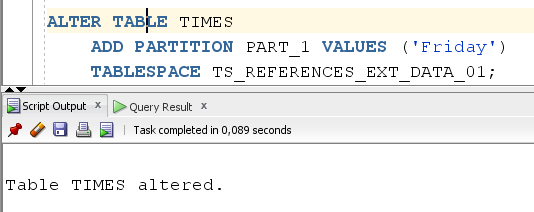 ALTER TABLE TIMES
ADD PARTITION PART_1 VALUES ('Friday')
TABLESPACE TS_REFERENCES_EXT_DATA_01;
Script Output x Query Result x
Task completed in 0,089 seconds
Table TIMES altered.